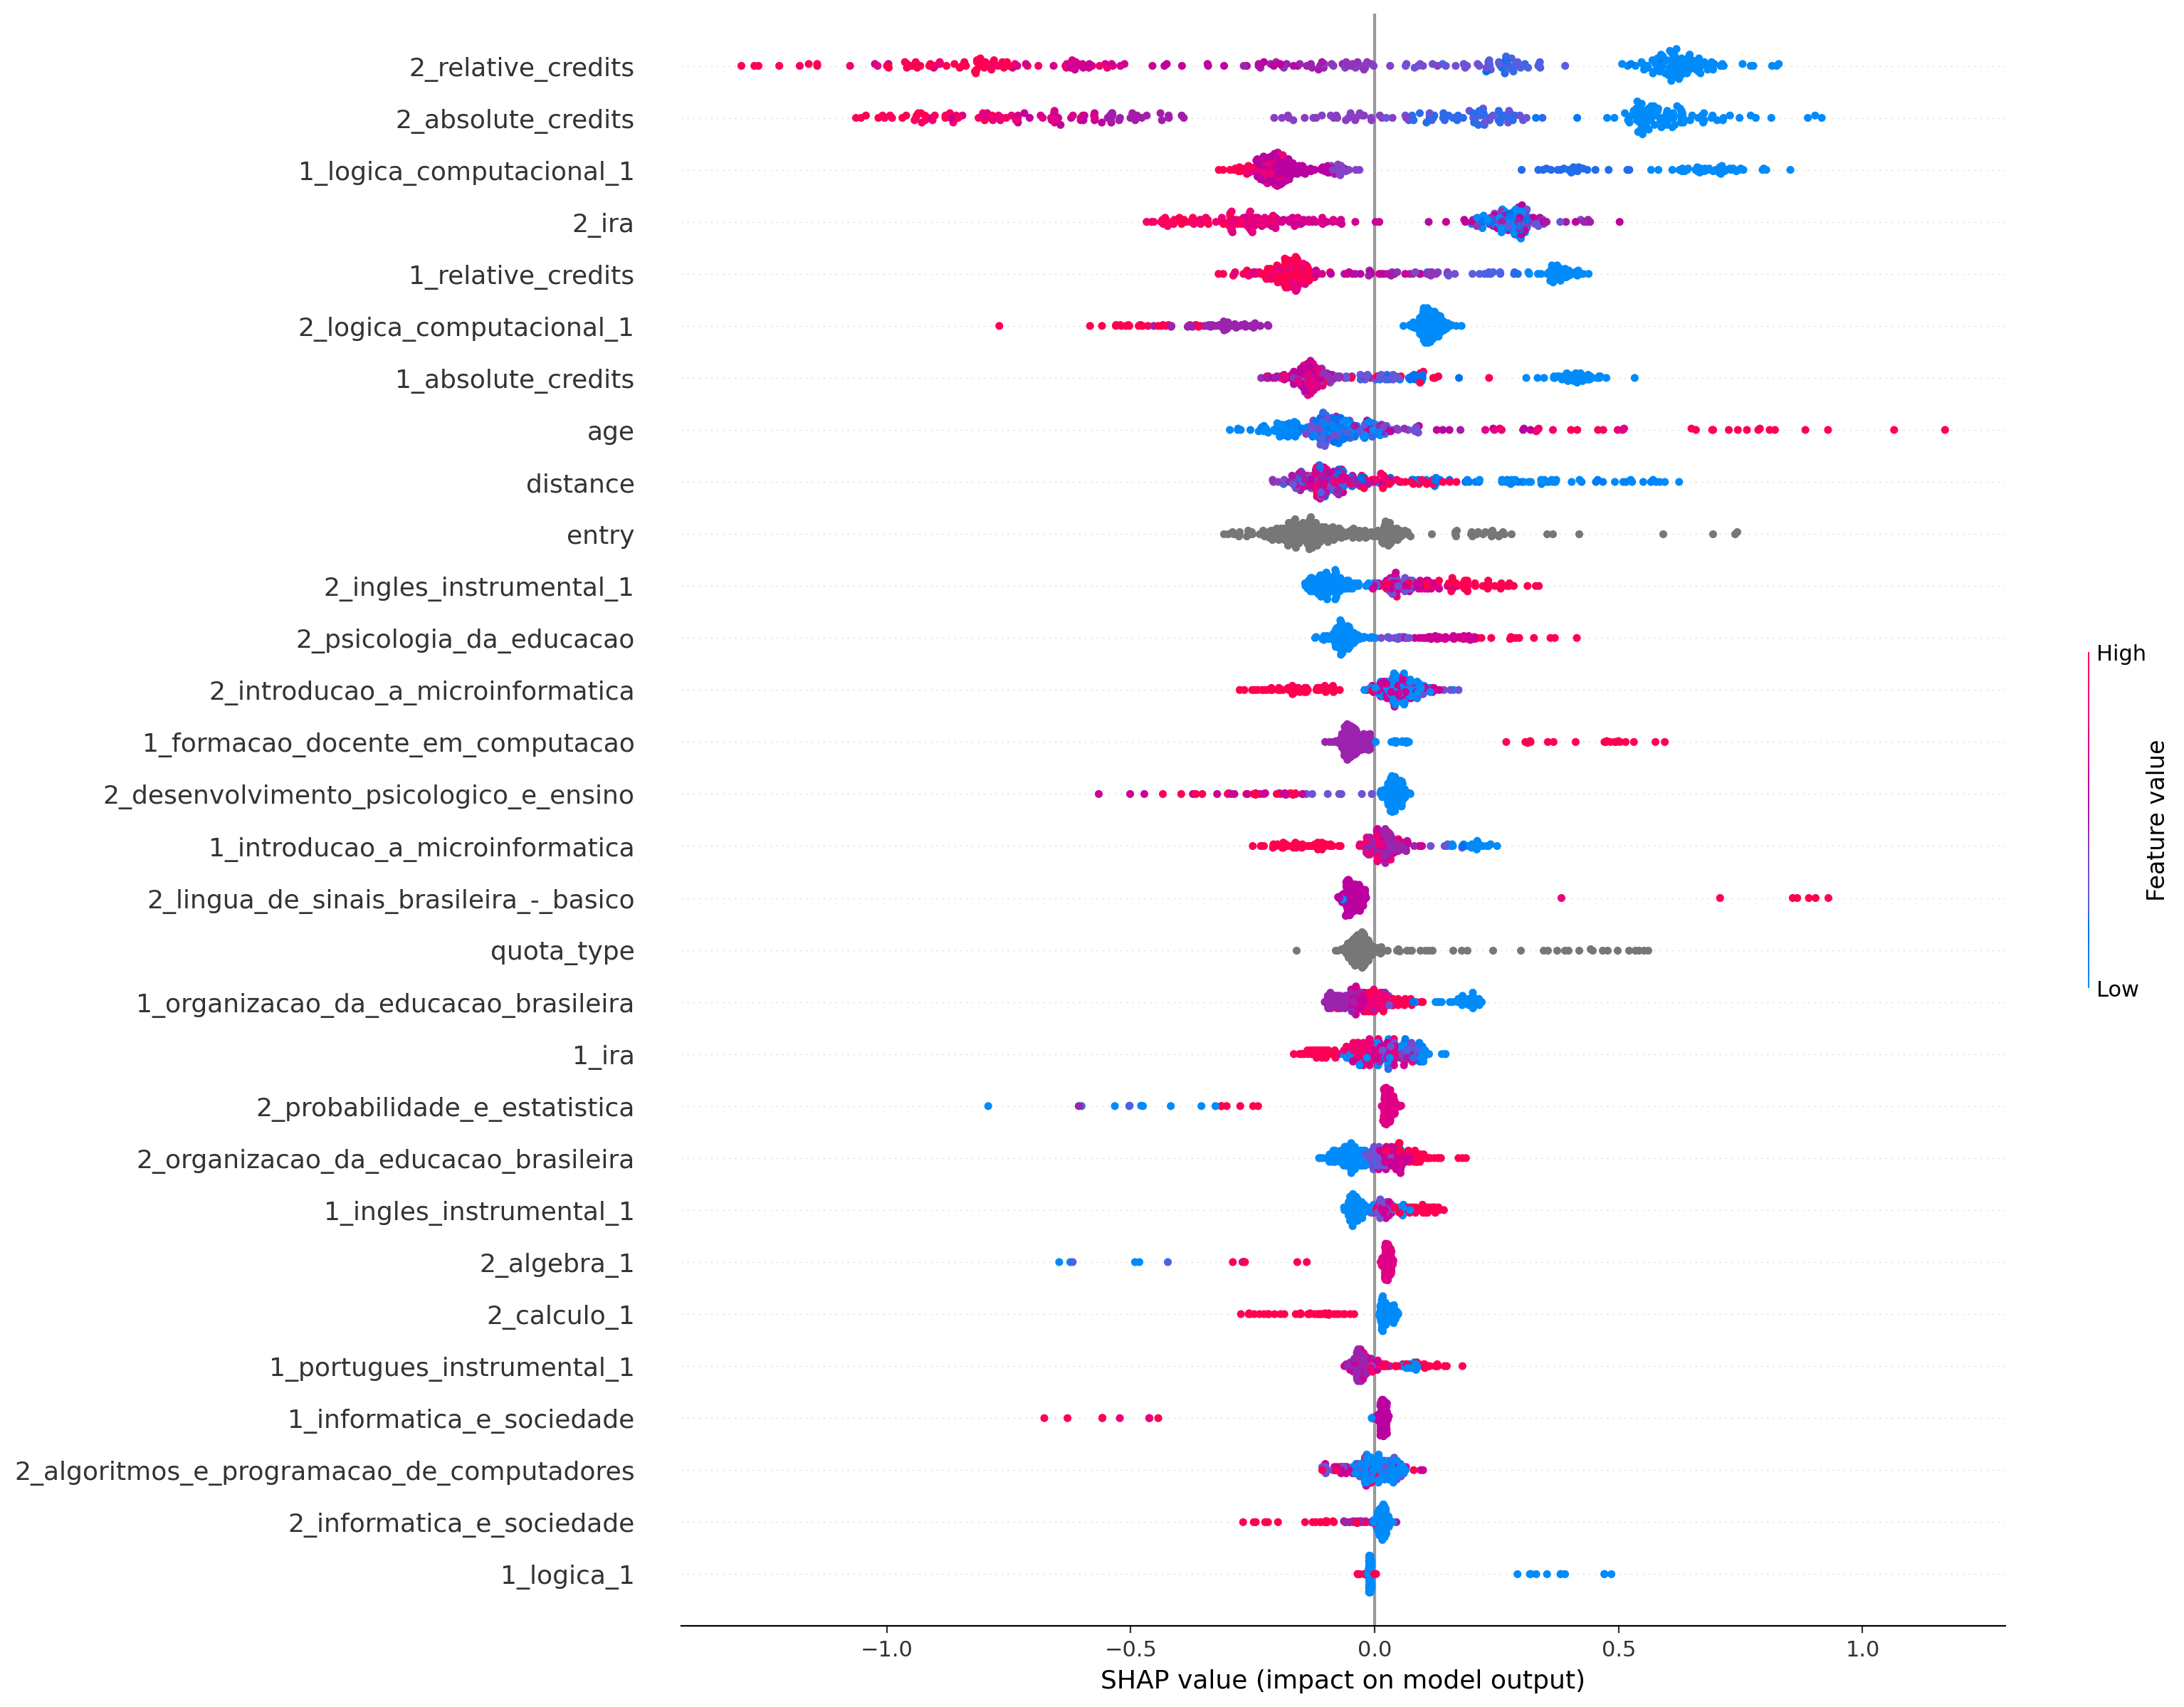 2_relative_credits
2_absolute_credits
1_logica_computacional_1
2_ira
1_relative_credits
2_logica_computacional_1
1_absolute_credits
age
distance
entry
2_ingles_instrumental_1
2_psicologia_da_educacao
2_introducao_a_microinformatica
1_formacao_docente_em_computacao
2_desenvolvimento_psicologico_e_ensino
1_introducao_a_microinformatica
2_lingua_de_sinais_brasileira_-_basico
quota_type
1_organizacao_da_educacao_brasileira
1_ira
2_probabilidade_e_estatistica
2_organizacao_da_educacao_brasileira
1_ingles_instrumental_1
2_algebra_1
2_calculo_1
1_portugues_instrumental_1
1_informatica_e_sociedade
2_algoritmos_e_programacao_de_computadores
2_informatica_e_sociedade
1_logica_1
−1.0 −0.5 0.0 0.5 1.0
SHAP value (impact on model output)
High
Feature value
Low